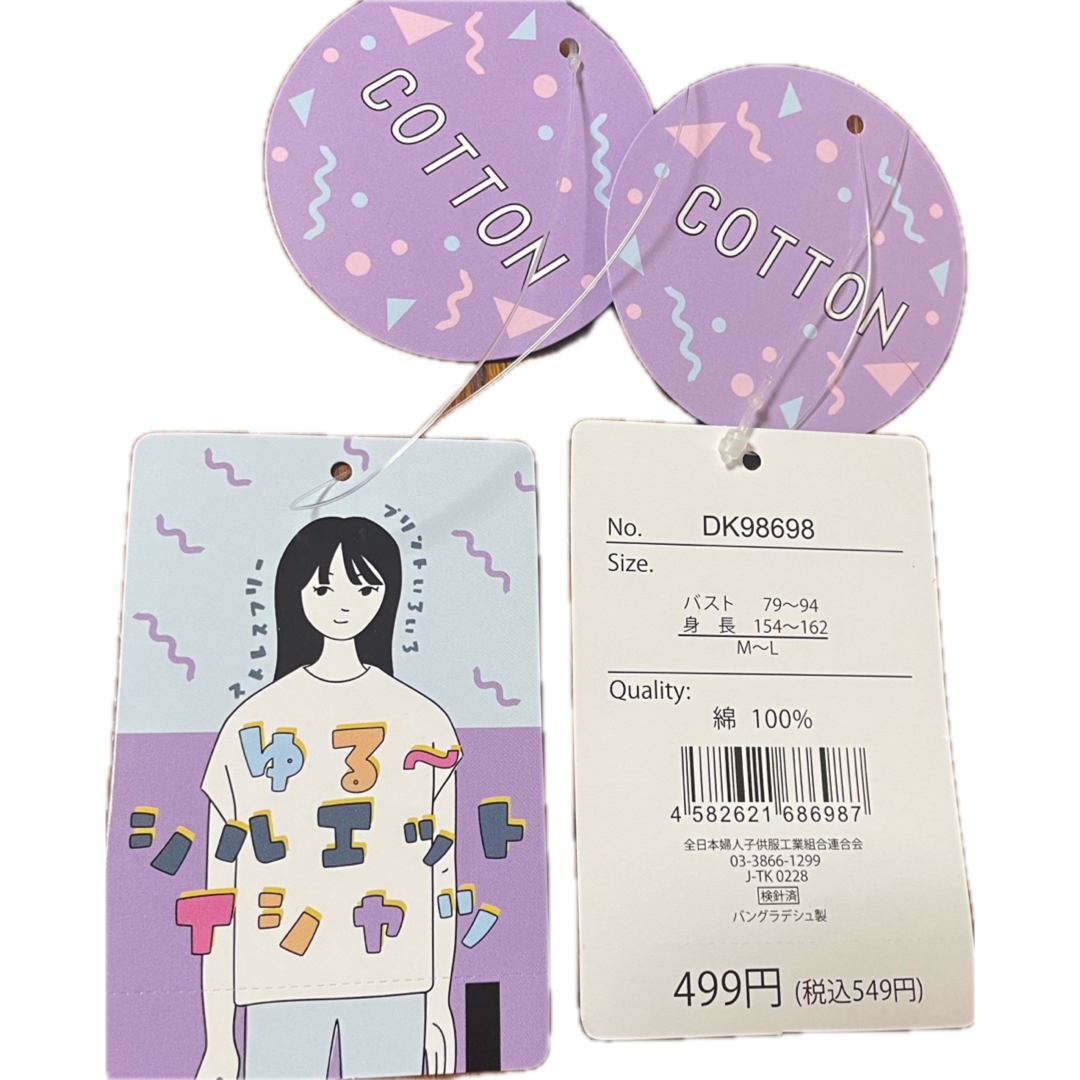 COTTON
COTTON
プリントいろいろ
ストレスフリー
ゆる～
シルエット
Tシャツ
No. DK98698
Size.
バスト 79～94
身 長 154～162
M～L
Quality:
綿 100%
4 582621 686987
全日本婦人子供服工業組合連合会
03-3866-1299
J-TK 0228
検針済
バングラデシュ製
499円 (税込549円)